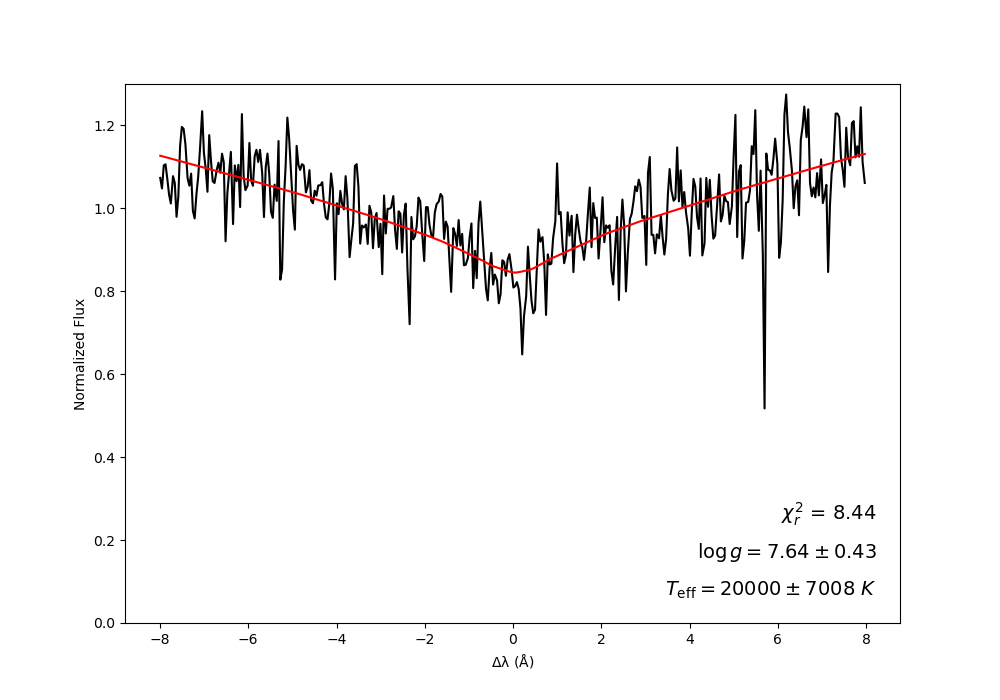 1.2
1.0
0.8
0.6
0.4
0.2
0.0
Normalized Flux
χ²ᵣ = 8.44
log g = 7.64 ± 0.43
T_eff = 20000 ± 7008 K
−8 −6 −4 −2 0 2 4 6 8
Δλ (Å)